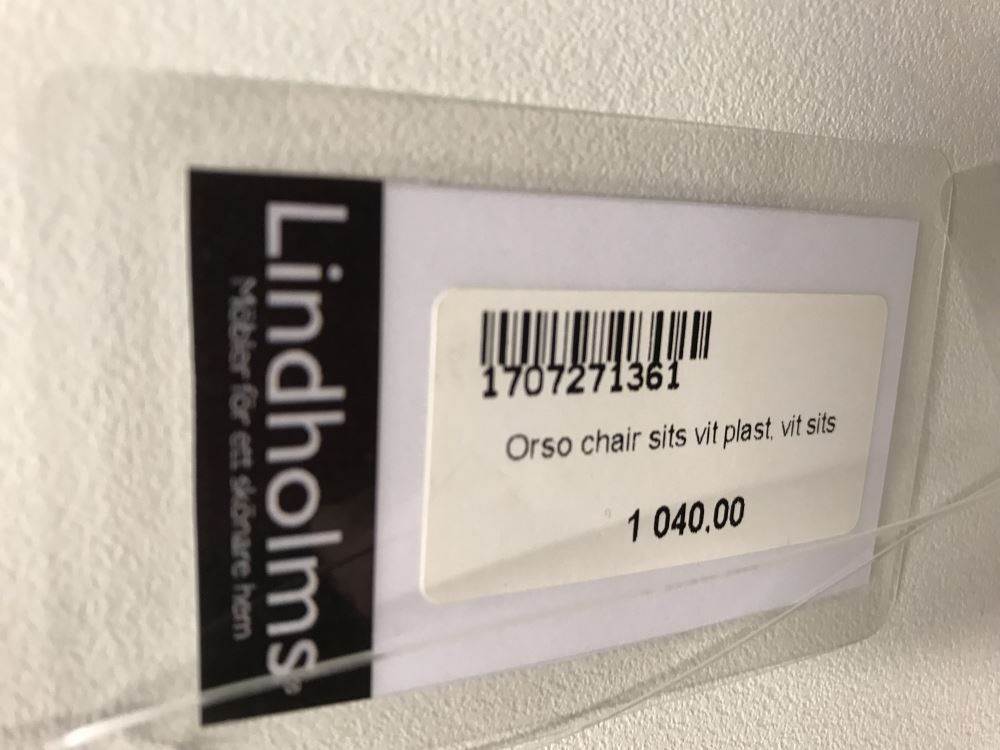 Lindholms
Möbler för ett skönare hem
1707271361
Orso chair sits vit plast, vit sits
1 040,00